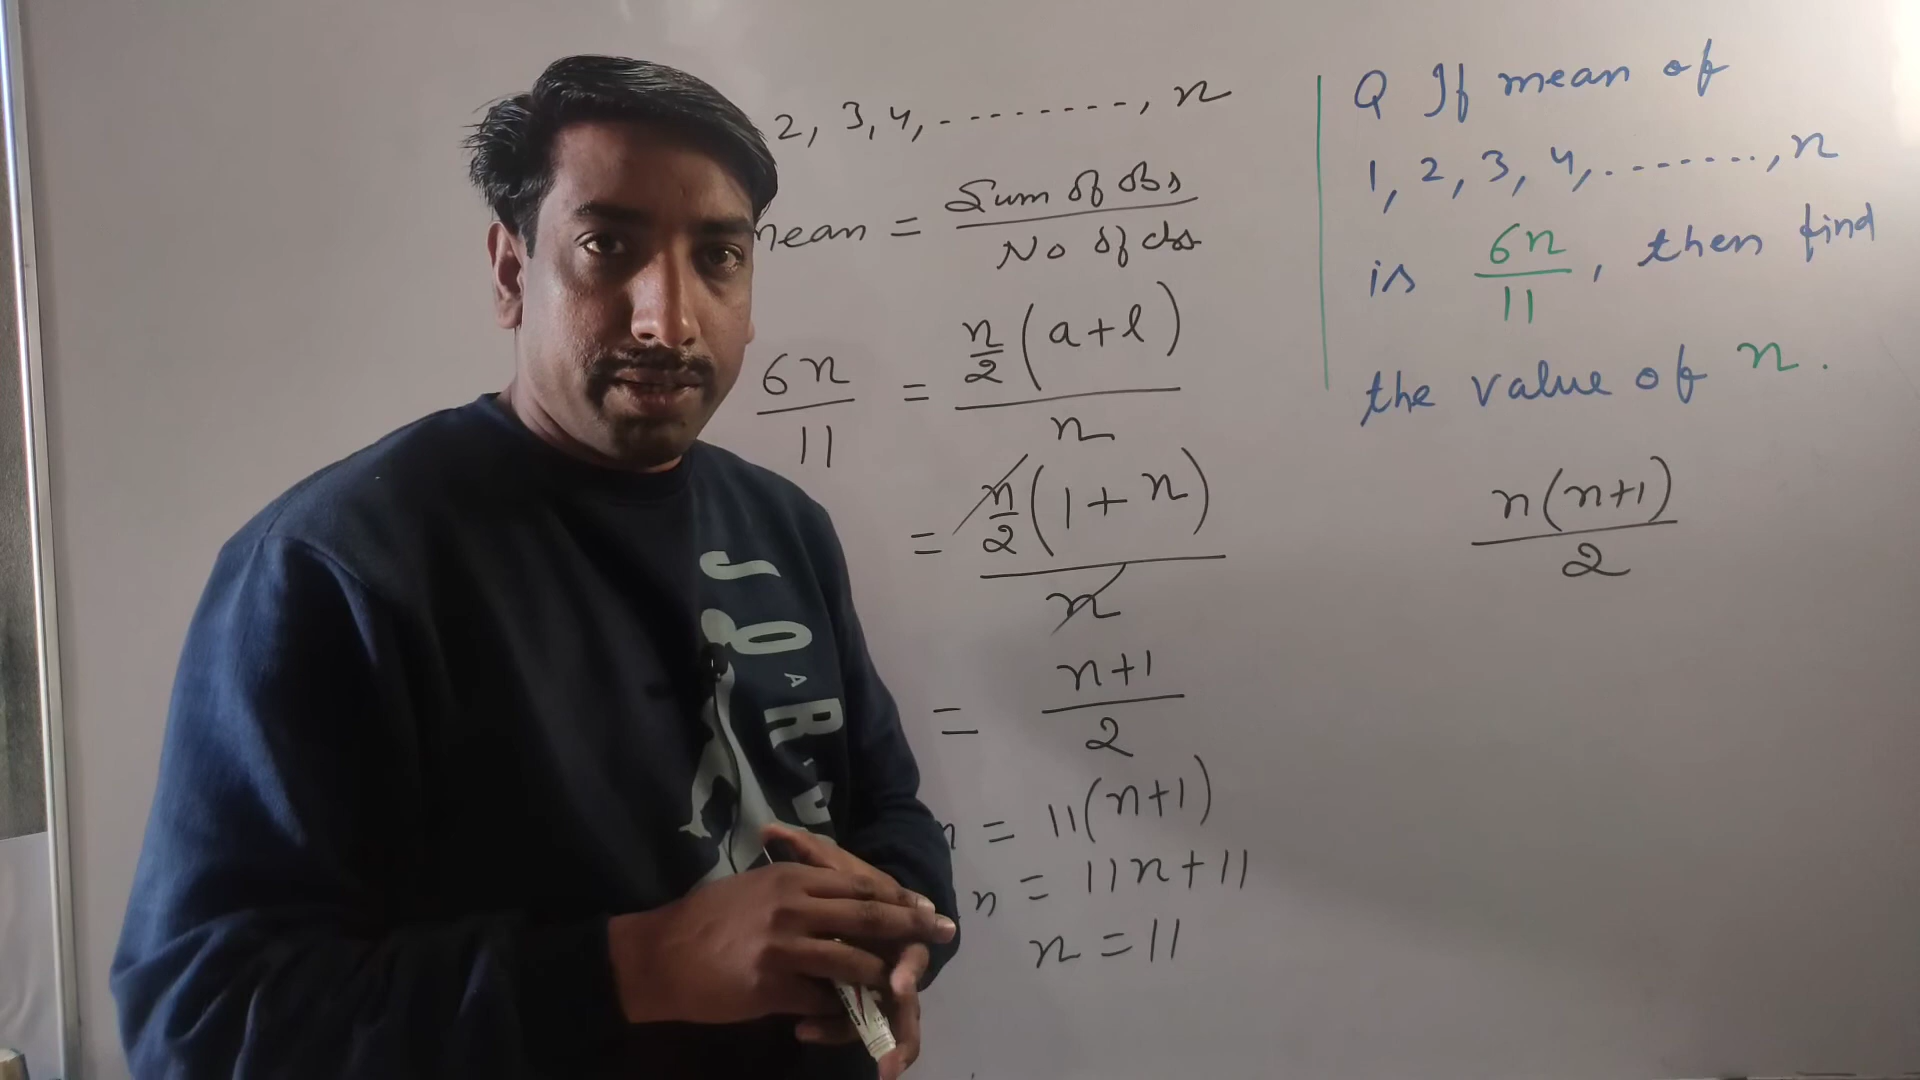 2, 3, 4, ---------, n
mean = Sum of obs / No of obs
6n/11 = n/2 (a+l) / n
= n/2 (1+n) / n
= n+1 / 2
n = 11(n+1)
n = 11n+11
n = 11
Q If mean of
1, 2, 3, 4, ......., n
is 6n/11, then find
the value of n.
n(n+1) / 2
JORD